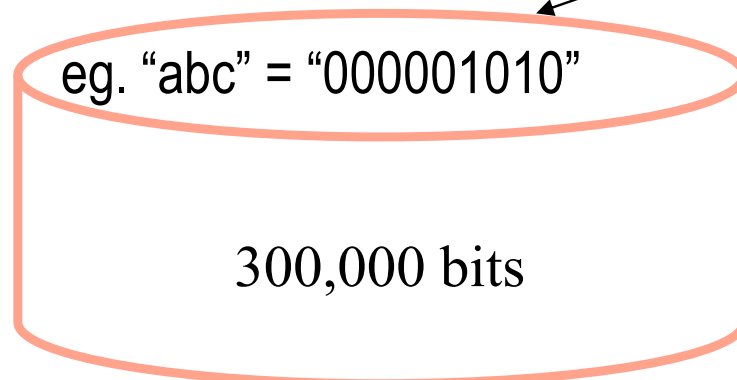 eg. “abc” = “000001010”
300,000 bits